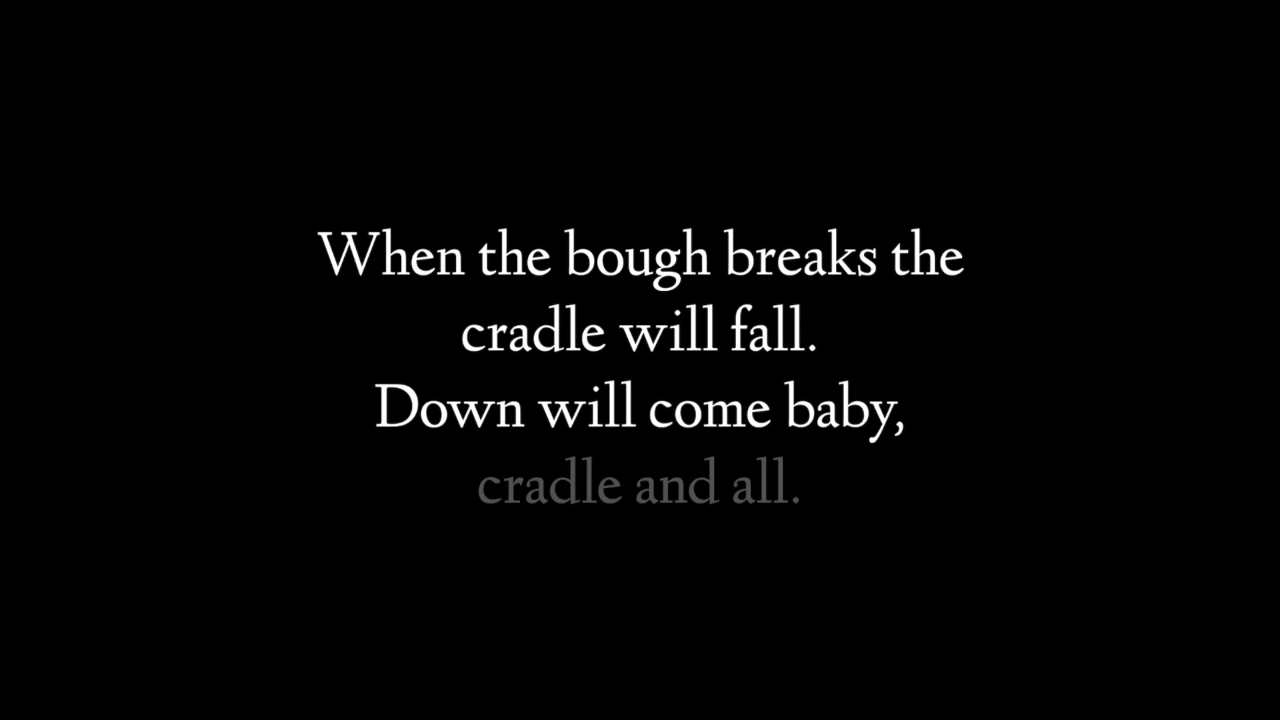 When the bough breaks the
cradle will fall.
Down will come baby,
cradle and all.